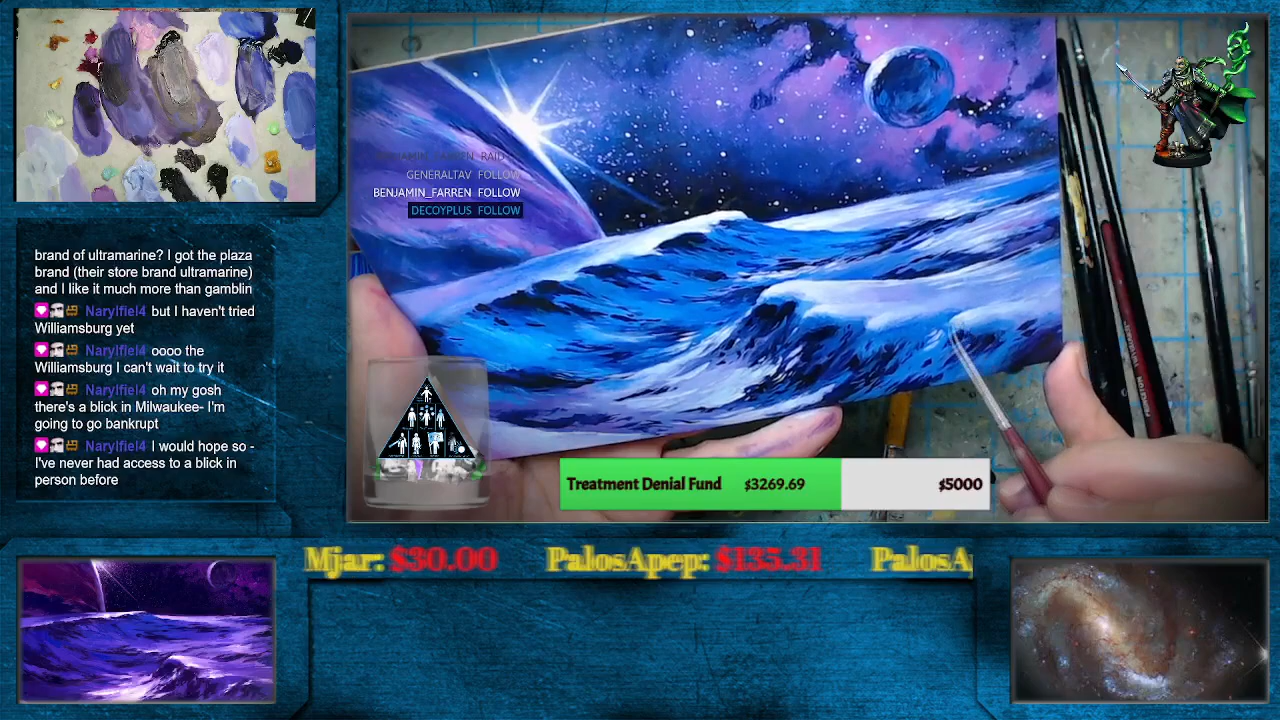 BENJAMIN_FARREN RAID
GENERALTAV FOLLOW
BENJAMIN_FARREN FOLLOW
DECOYPLUS FOLLOW
brand of ultramarine? I got the plaza
brand (their store brand ultramarine)
and I like it much more than gamblin
Narylfiel4 but I haven't tried
Williamsburg yet
Narylfiel4 oooo the
Williamsburg I can't wait to try it
Narylfiel4 oh my gosh
there's a blick in Milwaukee- I'm
going to go bankrupt
Narylfiel4 I would hope so -
I've never had access to a blick in
person before
Treatment Denial Fund $3269.69 $5000
Mjar: $30.00 PalosApep: $135.31 PalosA